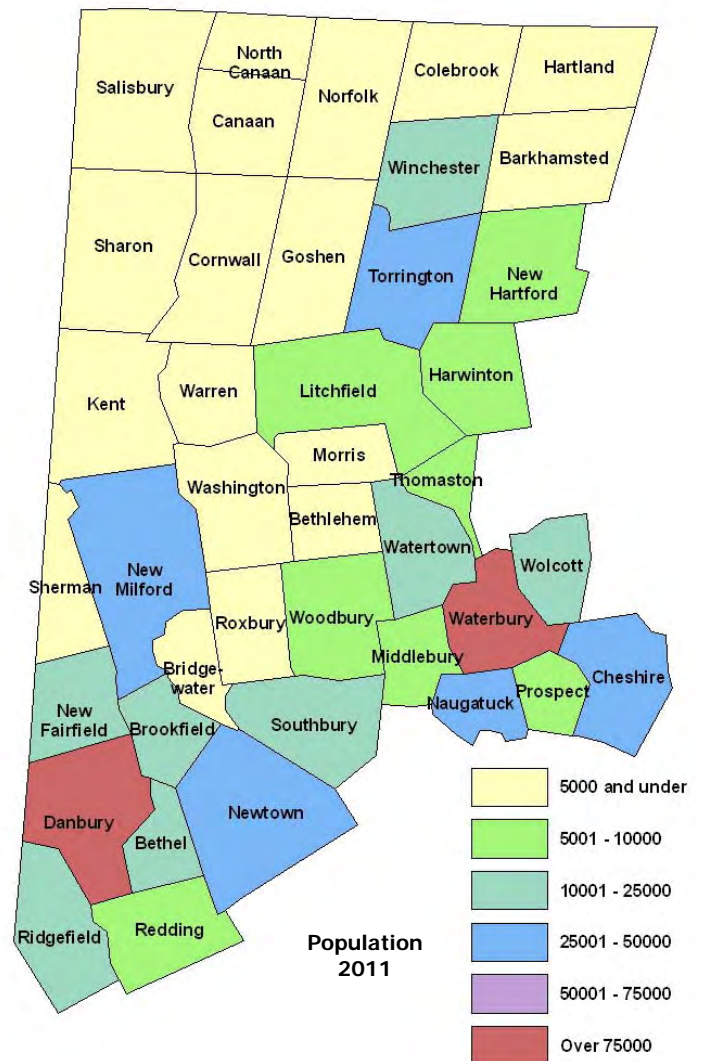 North
Canaan
Colebrook
Hartland
Salisbury
Norfolk
Canaan
Winchester
Barkhamsted
Sharon
Cornwall
Goshen
Torrington
New
Hartford
Kent
Warren
Litchfield
Harwinton
Morris
Thomaston
Washington
Bethlehem
Watertown
Wolcott
Sherman
New
Milford
Roxbury
Woodbury
Waterbury
Middlebury
Bridge-
water
Naugatuck
Prospect
Cheshire
New
Fairfield
Brookfield
Southbury
Danbury
Bethel
Newtown
Ridgefield
Redding
Population
2011
5000 and under
5001 - 10000
10001 - 25000
25001 - 50000
50001 - 75000
Over 75000